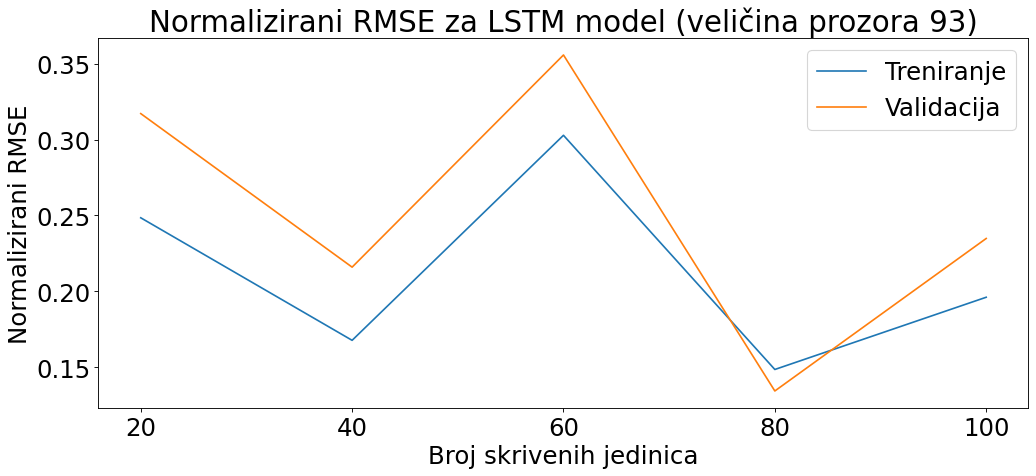 Normalizirani RMSE za LSTM model (veličina prozora 93)
Normalizirani RMSE
0.35
0.30
0.25
0.20
0.15
Treniranje
Validacija
20 40 60 80 100
Broj skrivenih jedinica